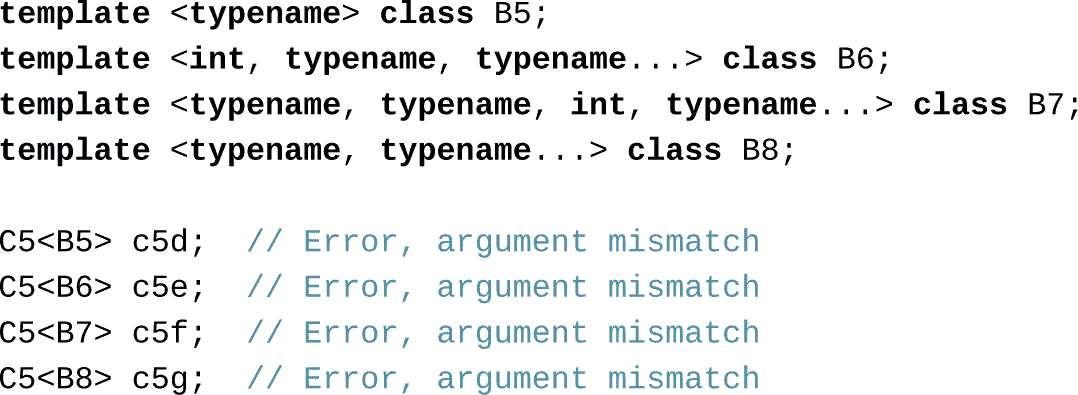 template <typename> class B5;
template <int, typename, typename...> class B6;
template <typename, typename, int, typename...> class B7;
template <typename, typename...> class B8;
C5<B5> c5d;  // Error, argument mismatch
C5<B6> c5e;  // Error, argument mismatch
C5<B7> c5f;  // Error, argument mismatch
C5<B8> c5g;  // Error, argument mismatch